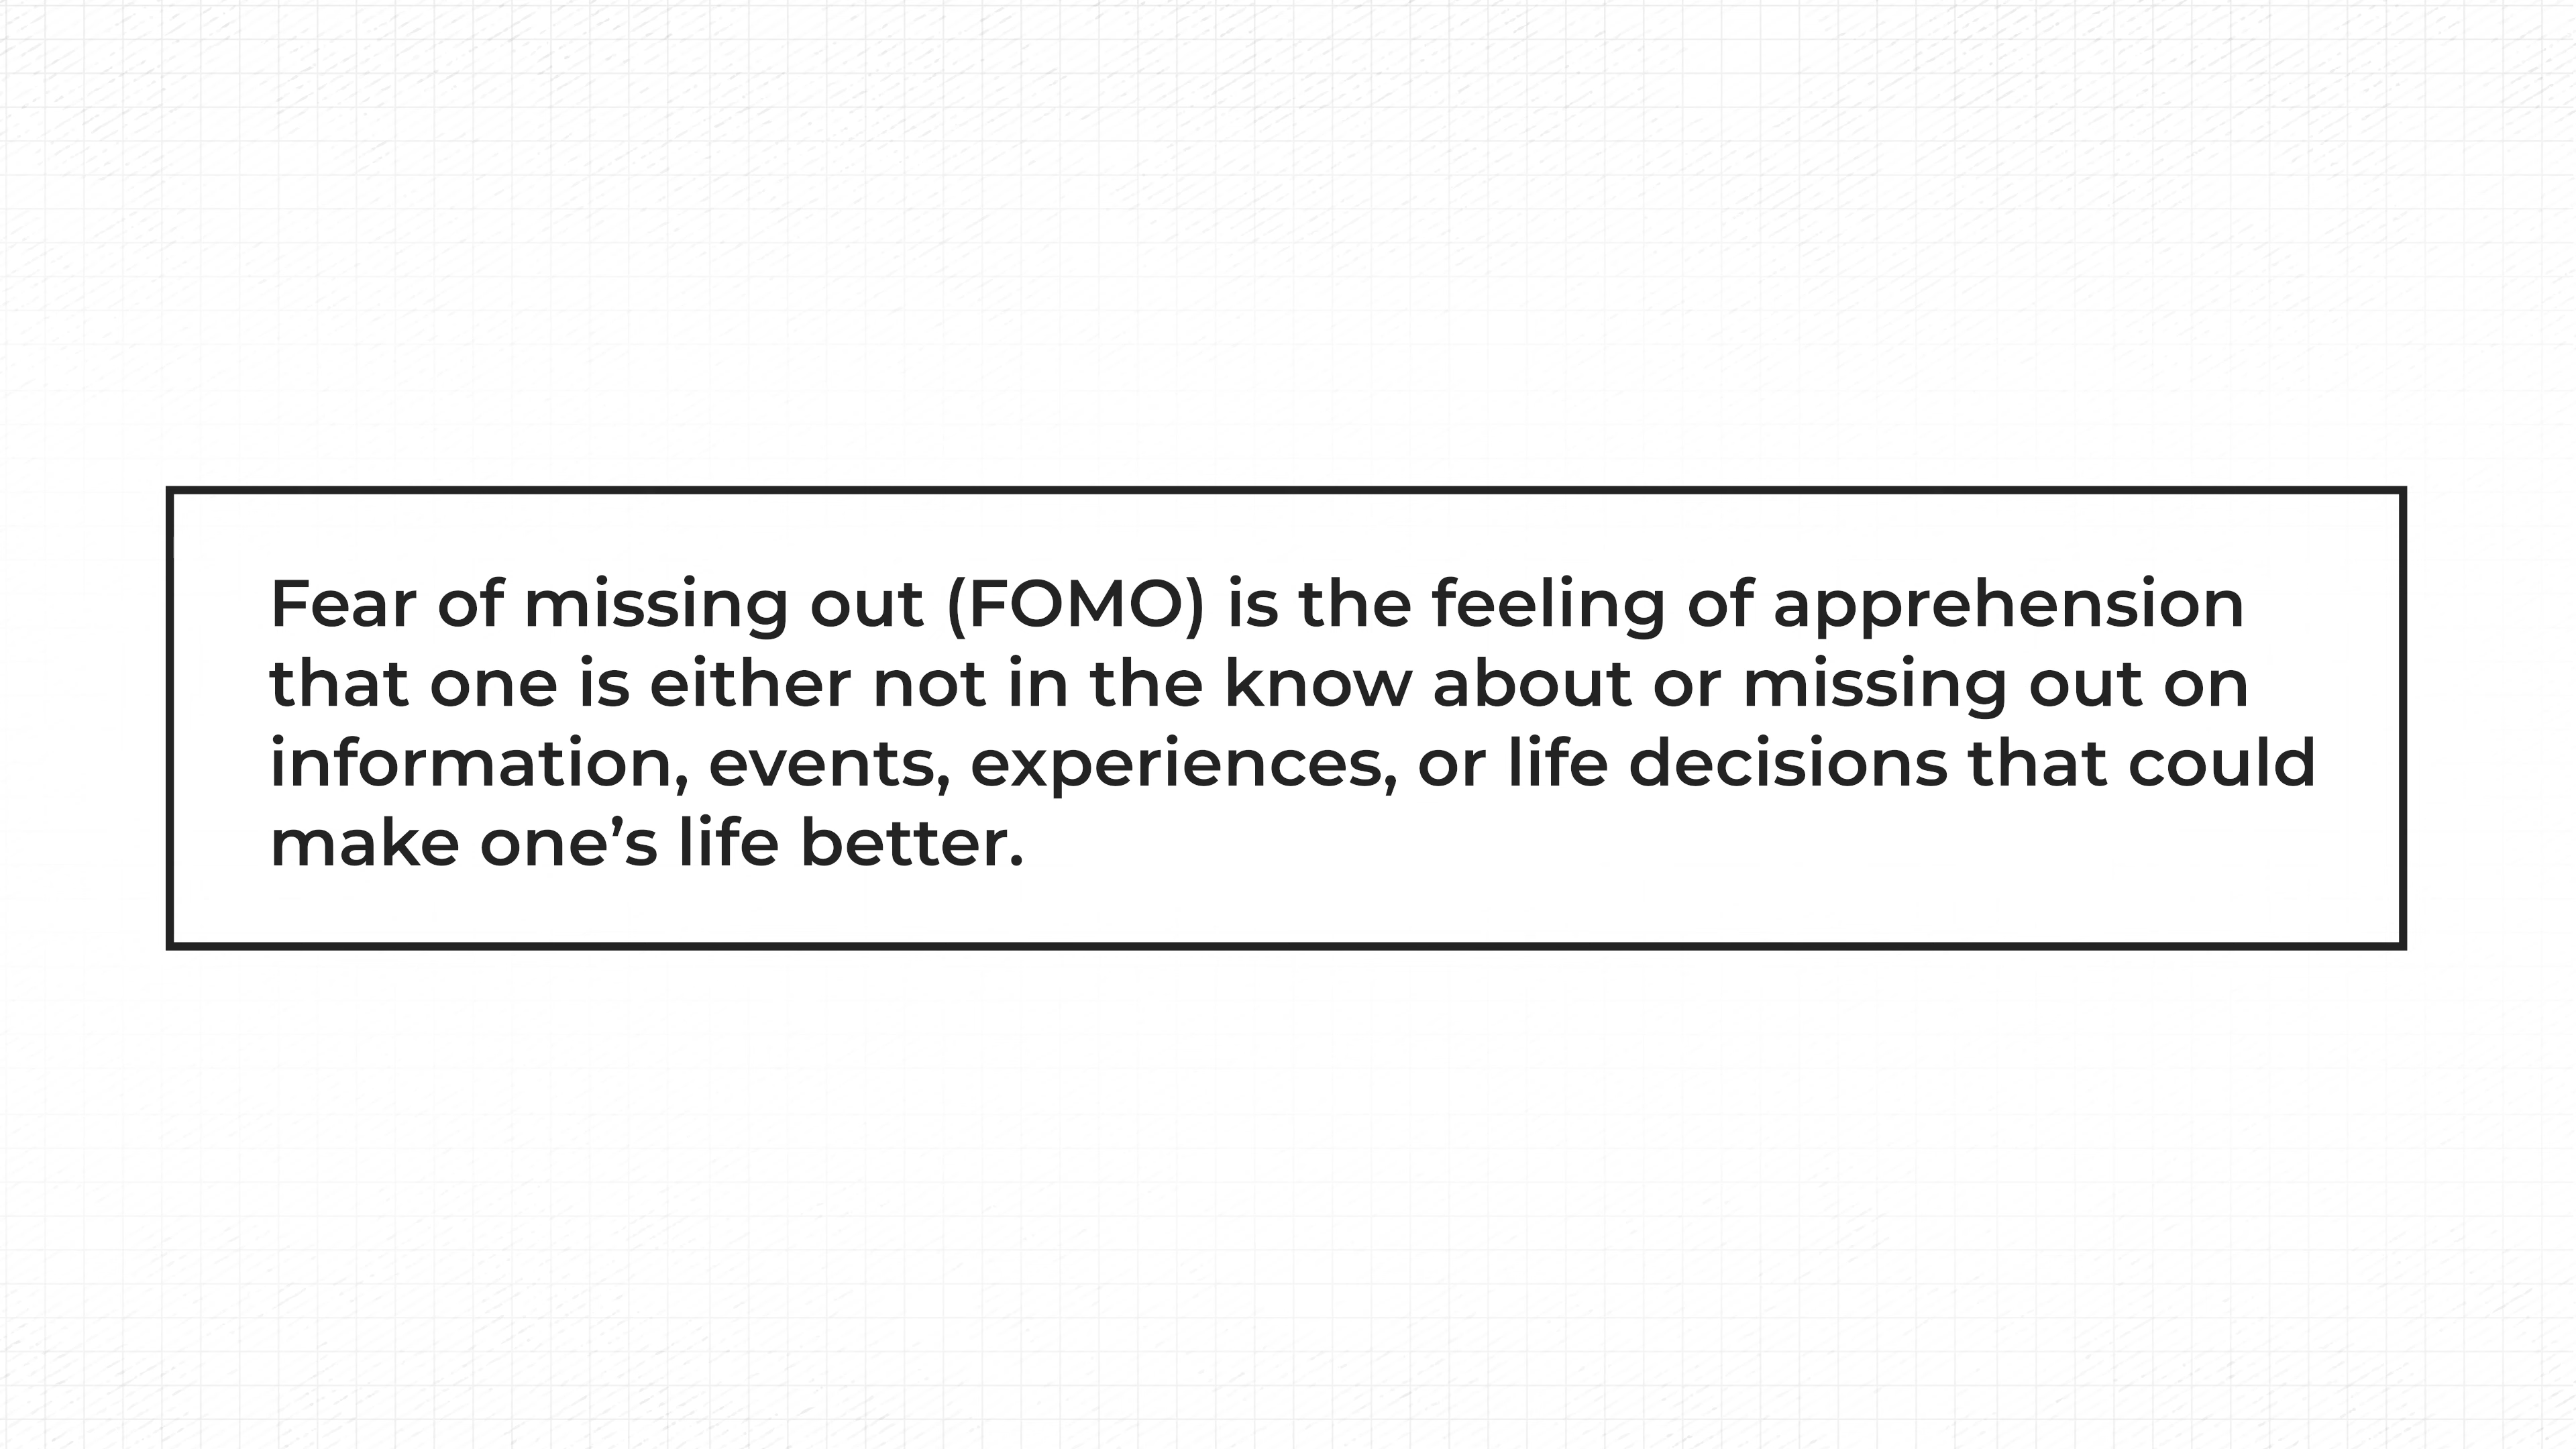 Fear of missing out (FOMO) is the feeling of apprehension
that one is either not in the know about or missing out on
information, events, experiences, or life decisions that could
make one’s life better.